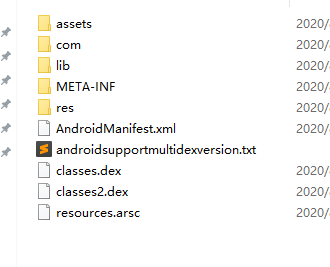 assets 2020/
com 2020/
lib 2020/
META-INF 2020/
res 2020/
AndroidManifest.xml 2020/
androidsupportmultidexversion.txt
classes.dex 2020/
classes2.dex 2020/
resources.arsc 2020/